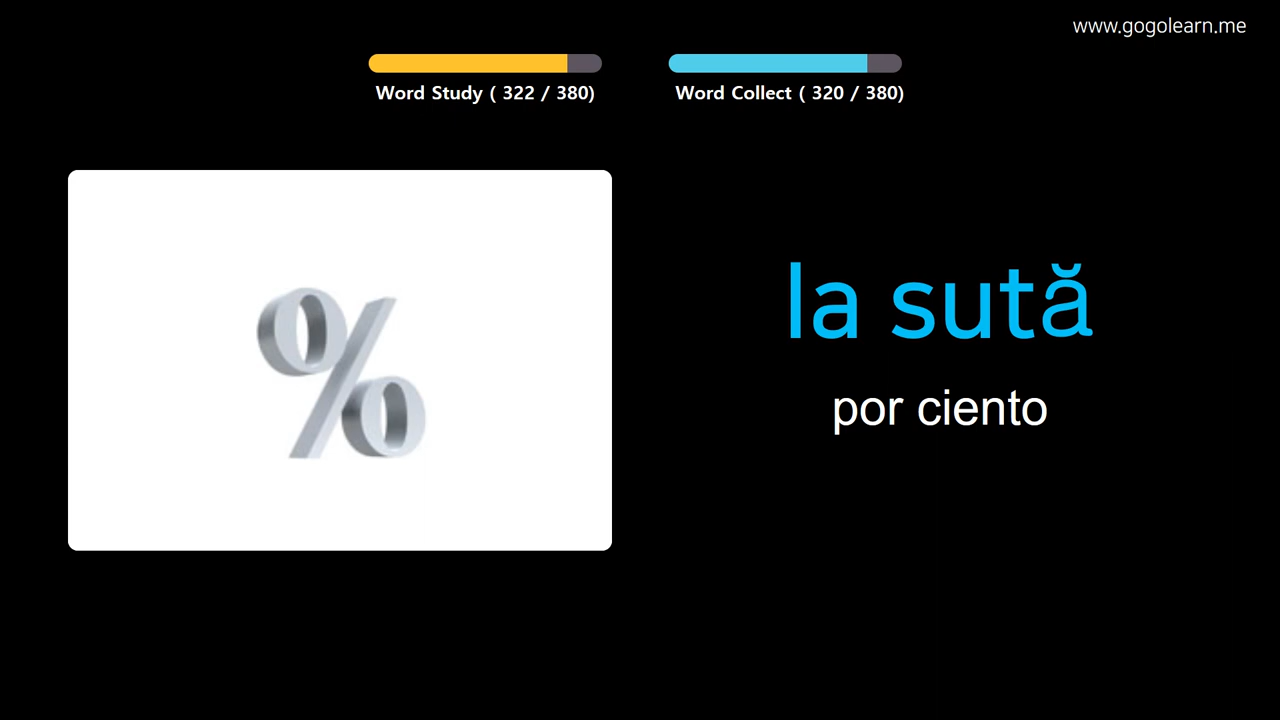 www.gogolearn.me
Word Study ( 322 / 380)
Word Collect ( 320 / 380)
%
la sută
por ciento